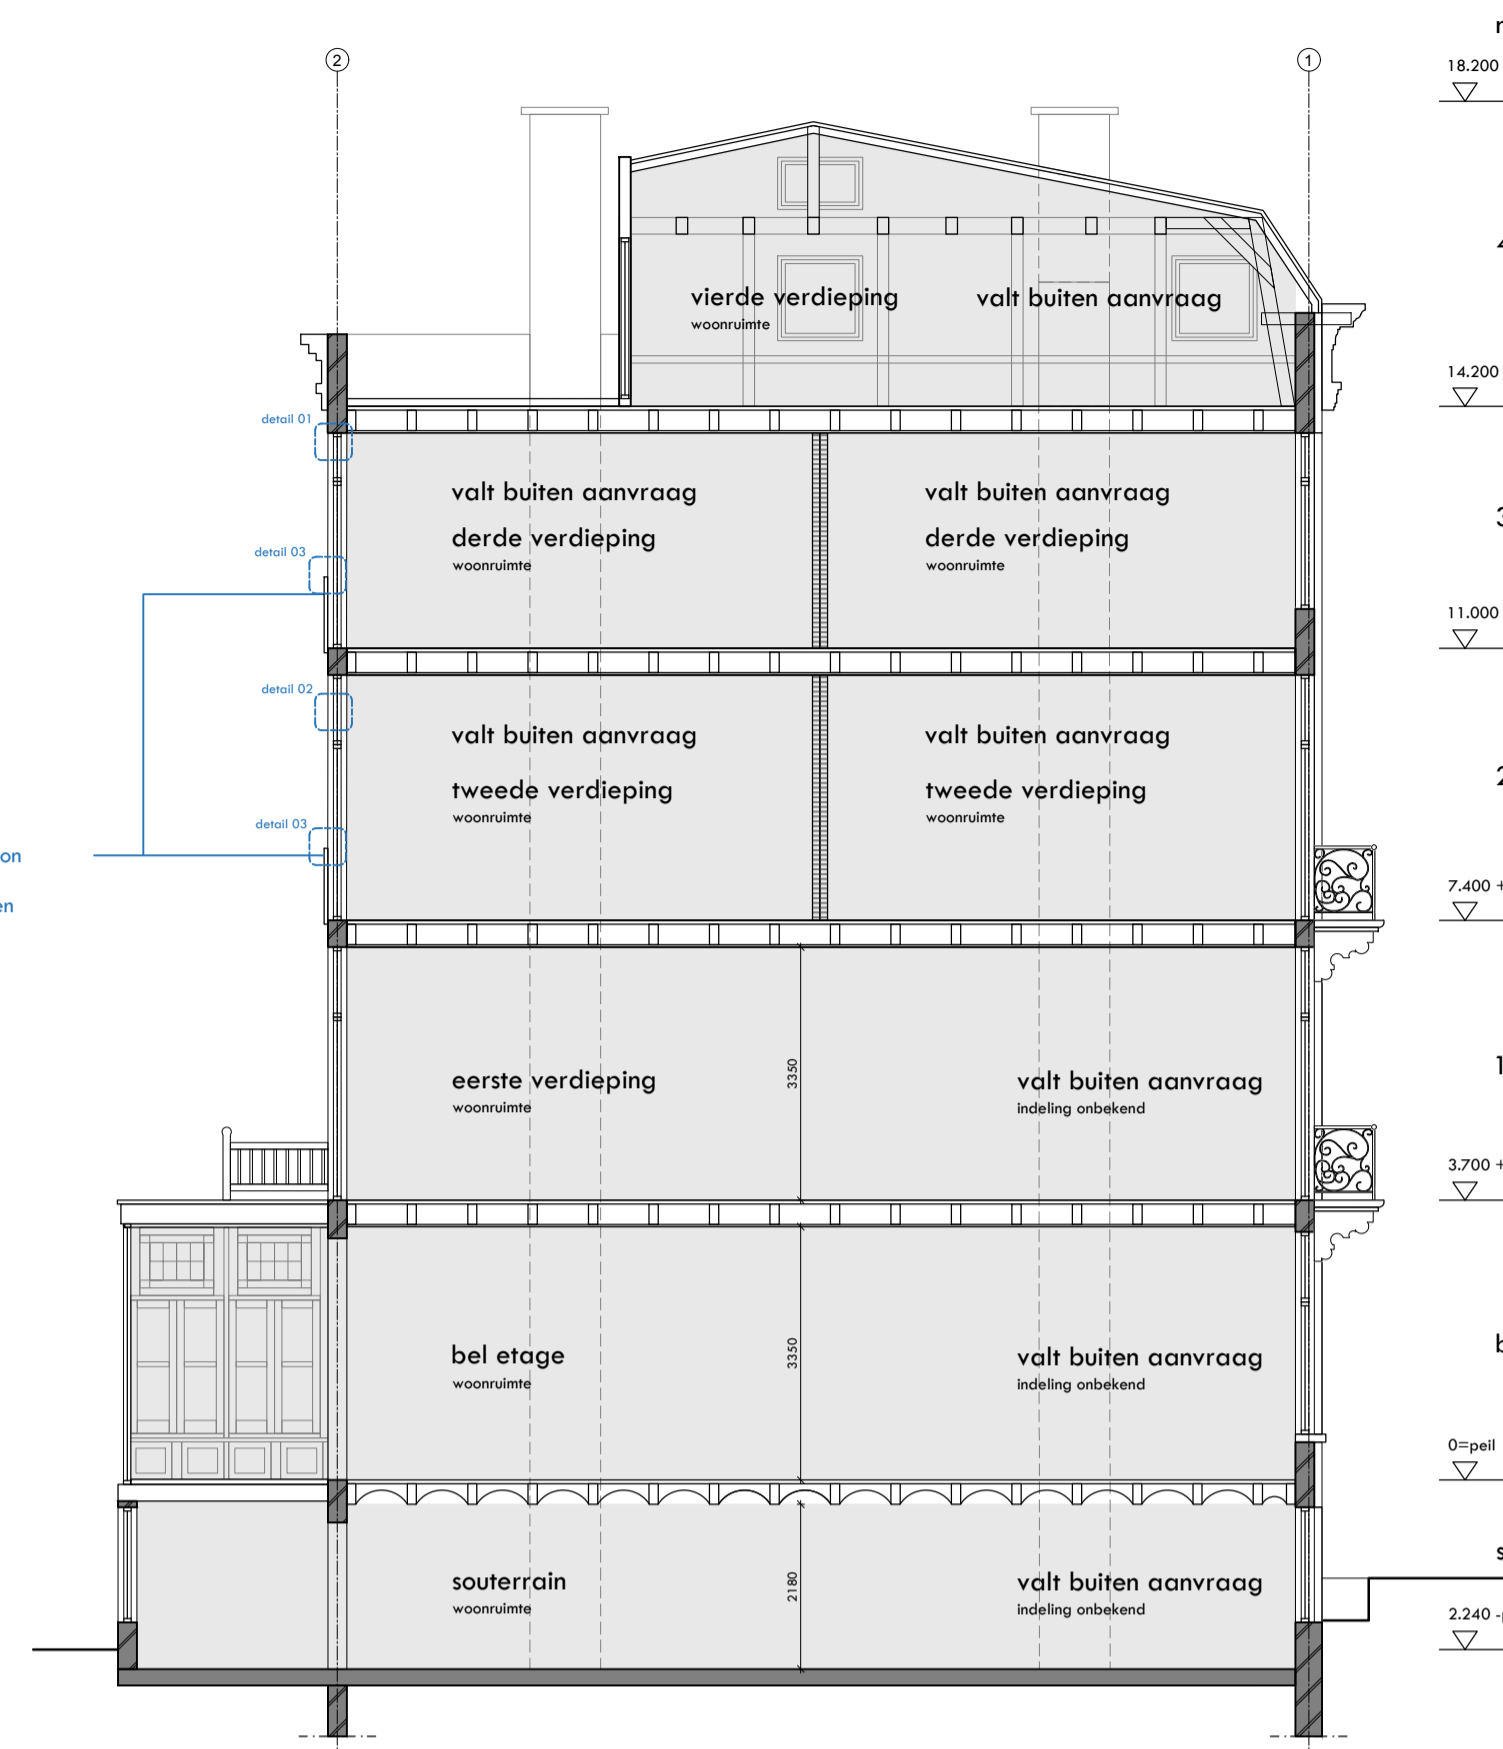 2
1
18.200
vierde verdieping
woonruimte
valt buiten aanvraag
14.200
detail 01
valt buiten aanvraag
derde verdieping
woonruimte
valt buiten aanvraag
derde verdieping
woonruimte
detail 03
11.000
detail 02
valt buiten aanvraag
tweede verdieping
woonruimte
valt buiten aanvraag
tweede verdieping
woonruimte
detail 03
on
en
7.400 +
eerste verdieping
woonruimte
3350
valt buiten aanvraag
indeling onbekend
3.700 +
bel etage
woonruimte
3350
valt buiten aanvraag
indeling onbekend
0=peil
souterrain
woonruimte
2180
valt buiten aanvraag
indeling onbekend
2.240 -p